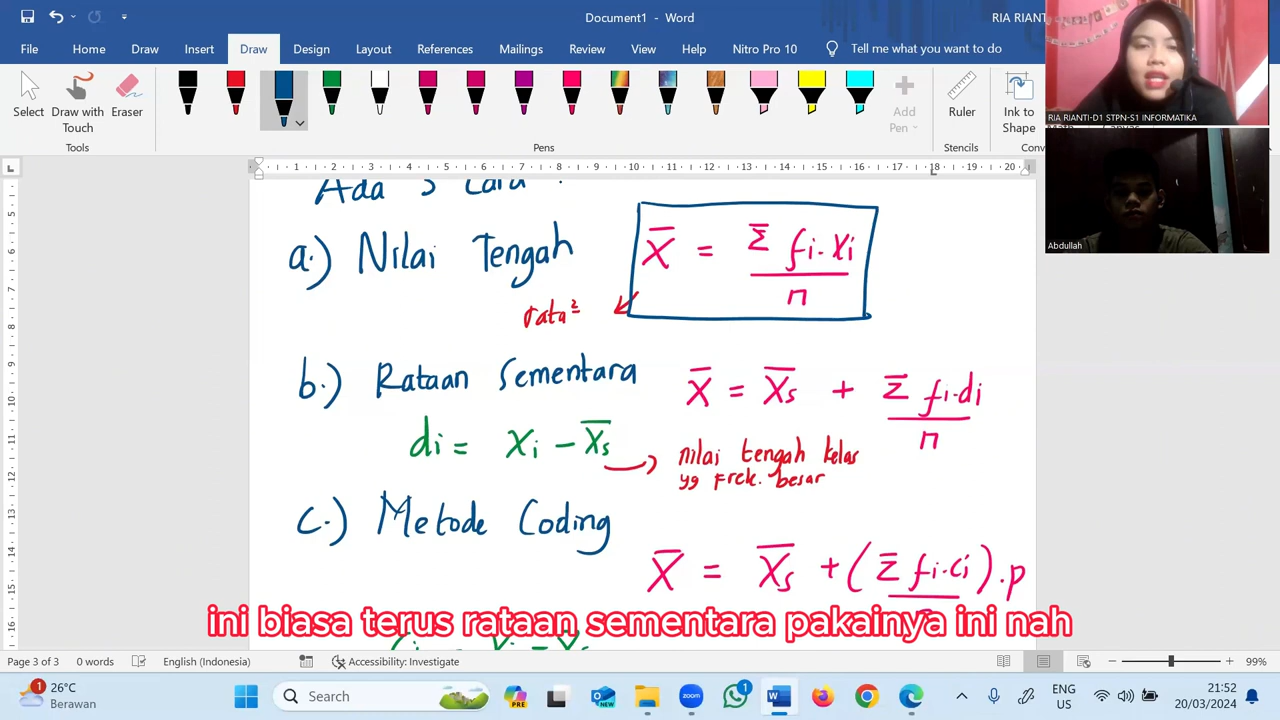 Document1 - Word
RIA RIANTI
File Home Draw Insert Draw Design Layout References Mailings Review View Help Nitro Pro 10 Tell me what you want to do
Select
Draw with Touch
Eraser
Add Pen
Ruler
Ink to Shape
Tools
Pens
Stencils
Conv
RIA RIANTI-D1 STPN-S1 INFORMATIKA
Abdullah
Ada 3 Cara :
a.) Nilai Tengah
X̄ = Σ fi.xi / n
rata²
b.) Rataan Sementara
X̄ = X̄s + Σ fi.di / n
di = Xi - X̄s
nilai tengah kelas
yg Frek. besar
c.) Metode Coding
X̄ = X̄s + (Σ fi.ci).p
ini biasa terus rataan sementara pakainya ini nah
Page 3 of 3 0 words English (Indonesia) Accessibility: Investigate 99%
26°C
Berawan
Search
ENG
US
21:52
20/03/2024